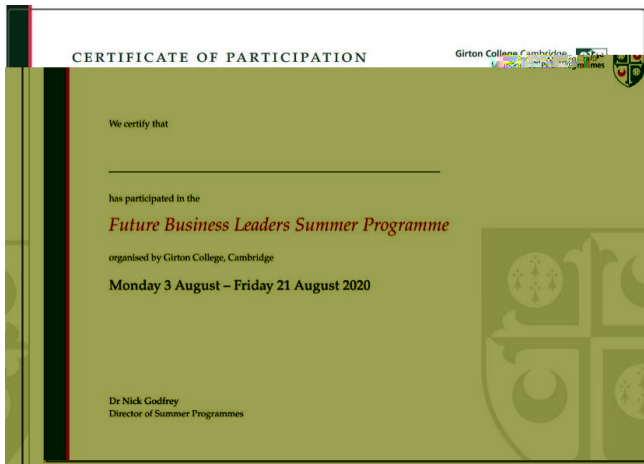 CERTIFICATE OF PARTICIPATION
Girton College Cambridge
We certify that
has participated in the
Future Business Leaders Summer Programme
organised by Girton College, Cambridge
Monday 3 August – Friday 21 August 2020
Dr Nick Godfrey
Director of Summer Programmes